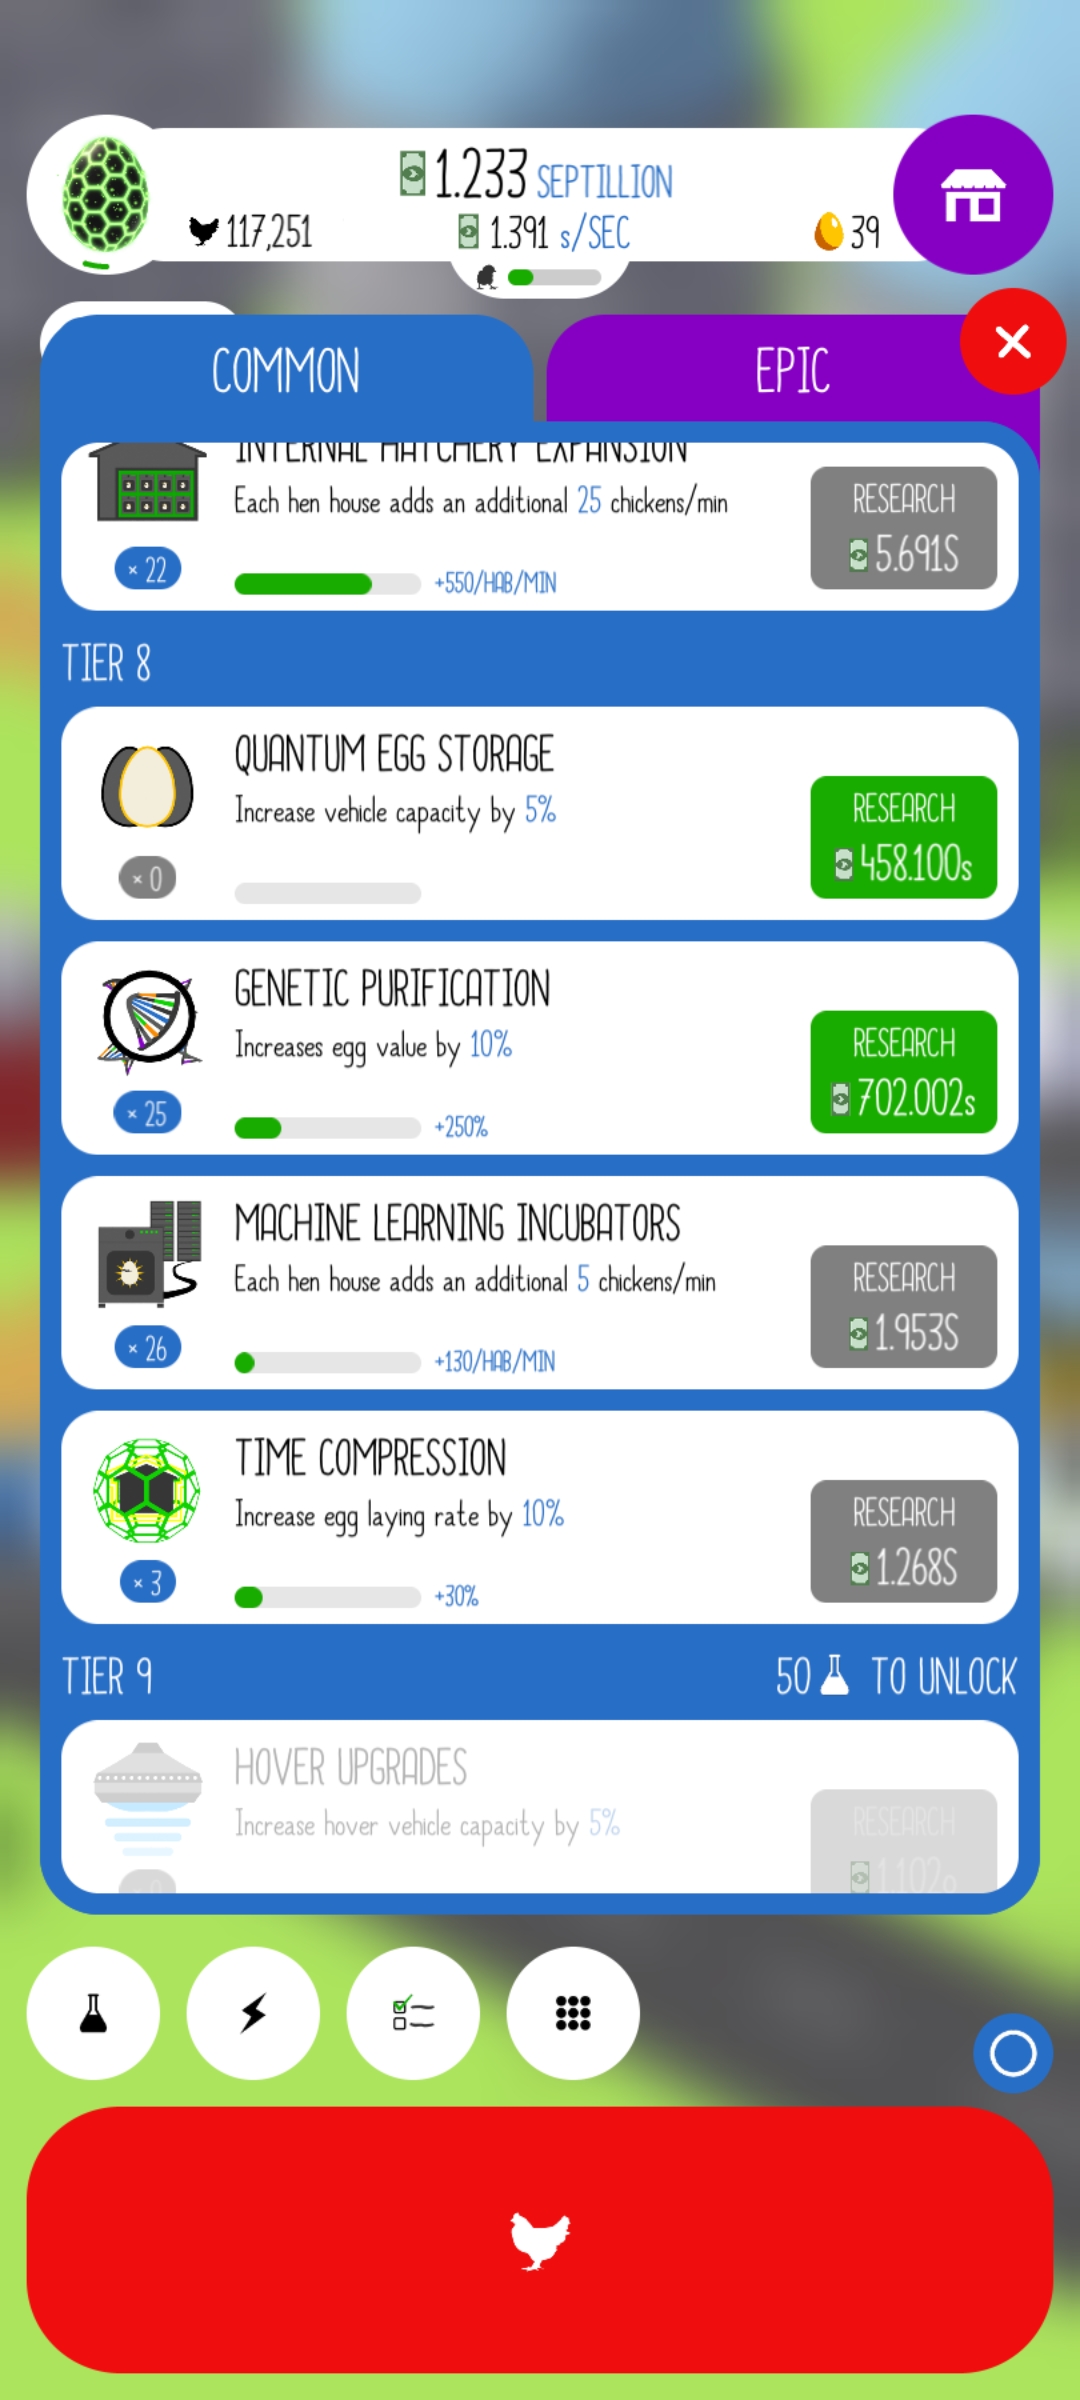 1.233 SEPTILLION
117,251
1.391 s/SEC
39
COMMON
EPIC
INTERNAL HATCHERY EXPANSION
Each hen house adds an additional 25 chickens/min
RESEARCH
5.691S
× 22
+550/HAB/MIN
TIER 8
QUANTUM EGG STORAGE
Increase vehicle capacity by 5%
RESEARCH
458.100s
× 0
GENETIC PURIFICATION
Increases egg value by 10%
RESEARCH
702.002s
× 25
+250%
MACHINE LEARNING INCUBATORS
Each hen house adds an additional 5 chickens/min
RESEARCH
1.953S
× 26
+130/HAB/MIN
TIME COMPRESSION
Increase egg laying rate by 10%
RESEARCH
1.268S
× 3
+30%
TIER 9
50 TO UNLOCK
HOVER UPGRADES
Increase hover vehicle capacity by 5%
RESEARCH